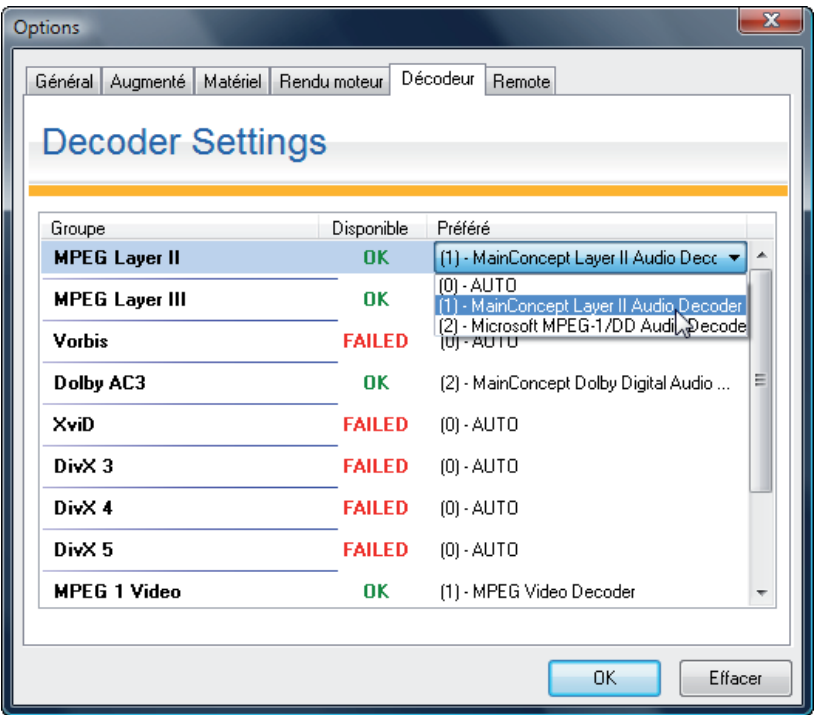 Options
Général Augmenté Matériel Rendu moteur Décodeur Remote
Decoder Settings
Groupe Disponible Préféré
MPEG Layer II OK (1) - MainConcept Layer II Audio Decc
(0) - AUTO
(1) - MainConcept Layer II Audio Decoder
(2) - Microsoft MPEG-1/DD Audio Decode
MPEG Layer III OK
Vorbis FAILED (0) - AUTO
Dolby AC3 OK (2) - MainConcept Dolby Digital Audio ...
XviD FAILED (0) - AUTO
DivX 3 FAILED (0) - AUTO
DivX 4 FAILED (0) - AUTO
DivX 5 FAILED (0) - AUTO
MPEG 1 Video OK (1) - MPEG Video Decoder
OK Effacer